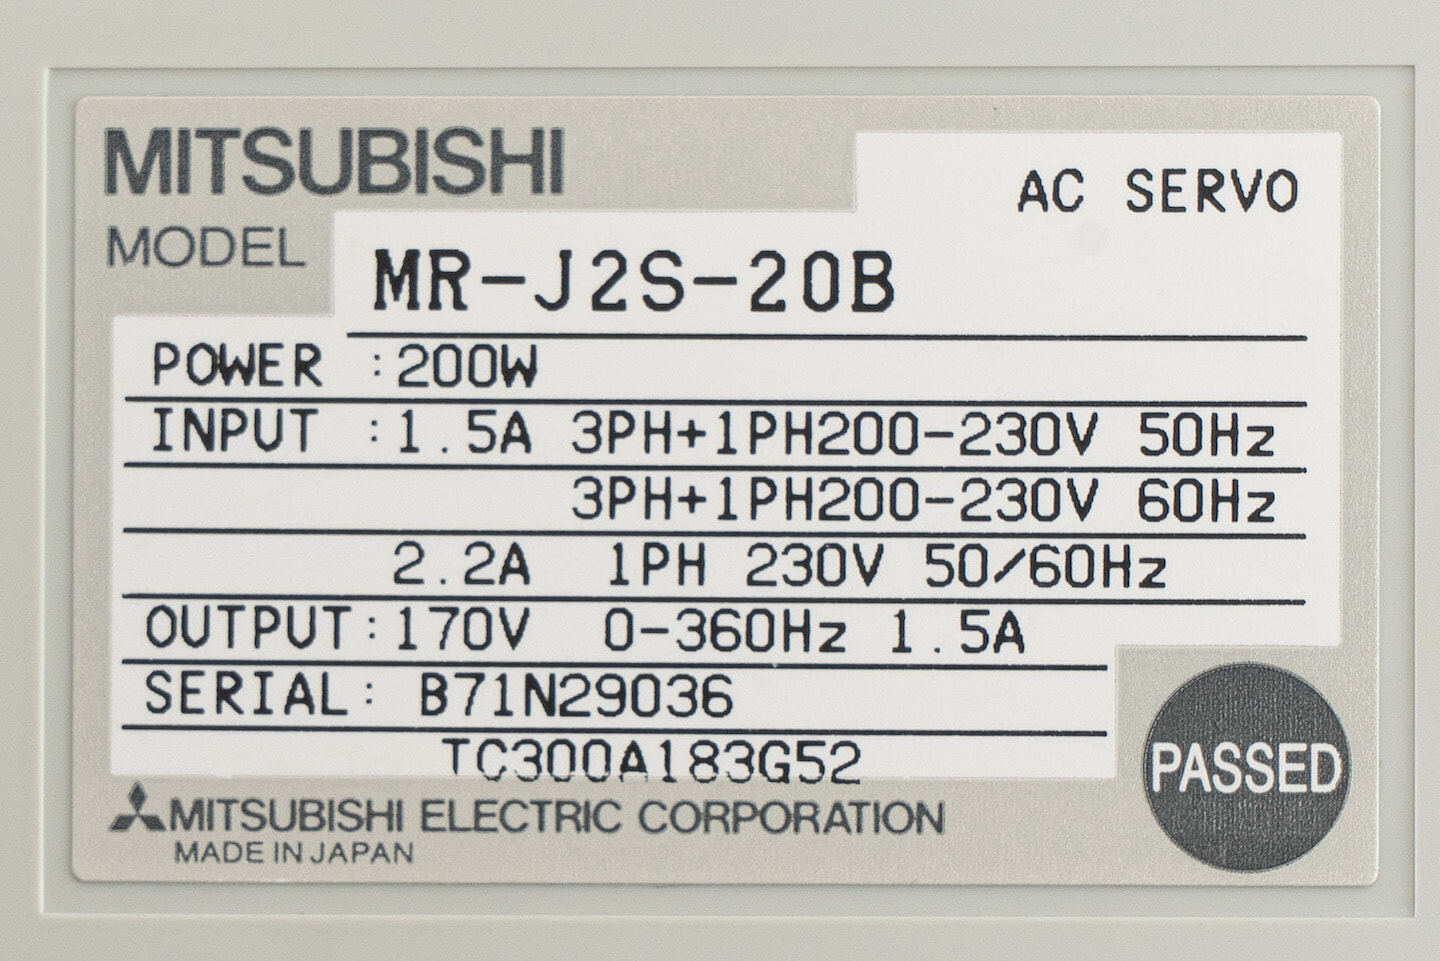 MITSUBISHI
AC SERVO
MODEL MR-J2S-20B
POWER :200W
INPUT :1.5A 3PH+1PH200-230V 50Hz
3PH+1PH200-230V 60Hz
2.2A 1PH 230V 50/60Hz
OUTPUT:170V 0-360Hz 1.5A
SERIAL: B71N29036
TC300A183G52
PASSED
MITSUBISHI ELECTRIC CORPORATION
MADE IN JAPAN